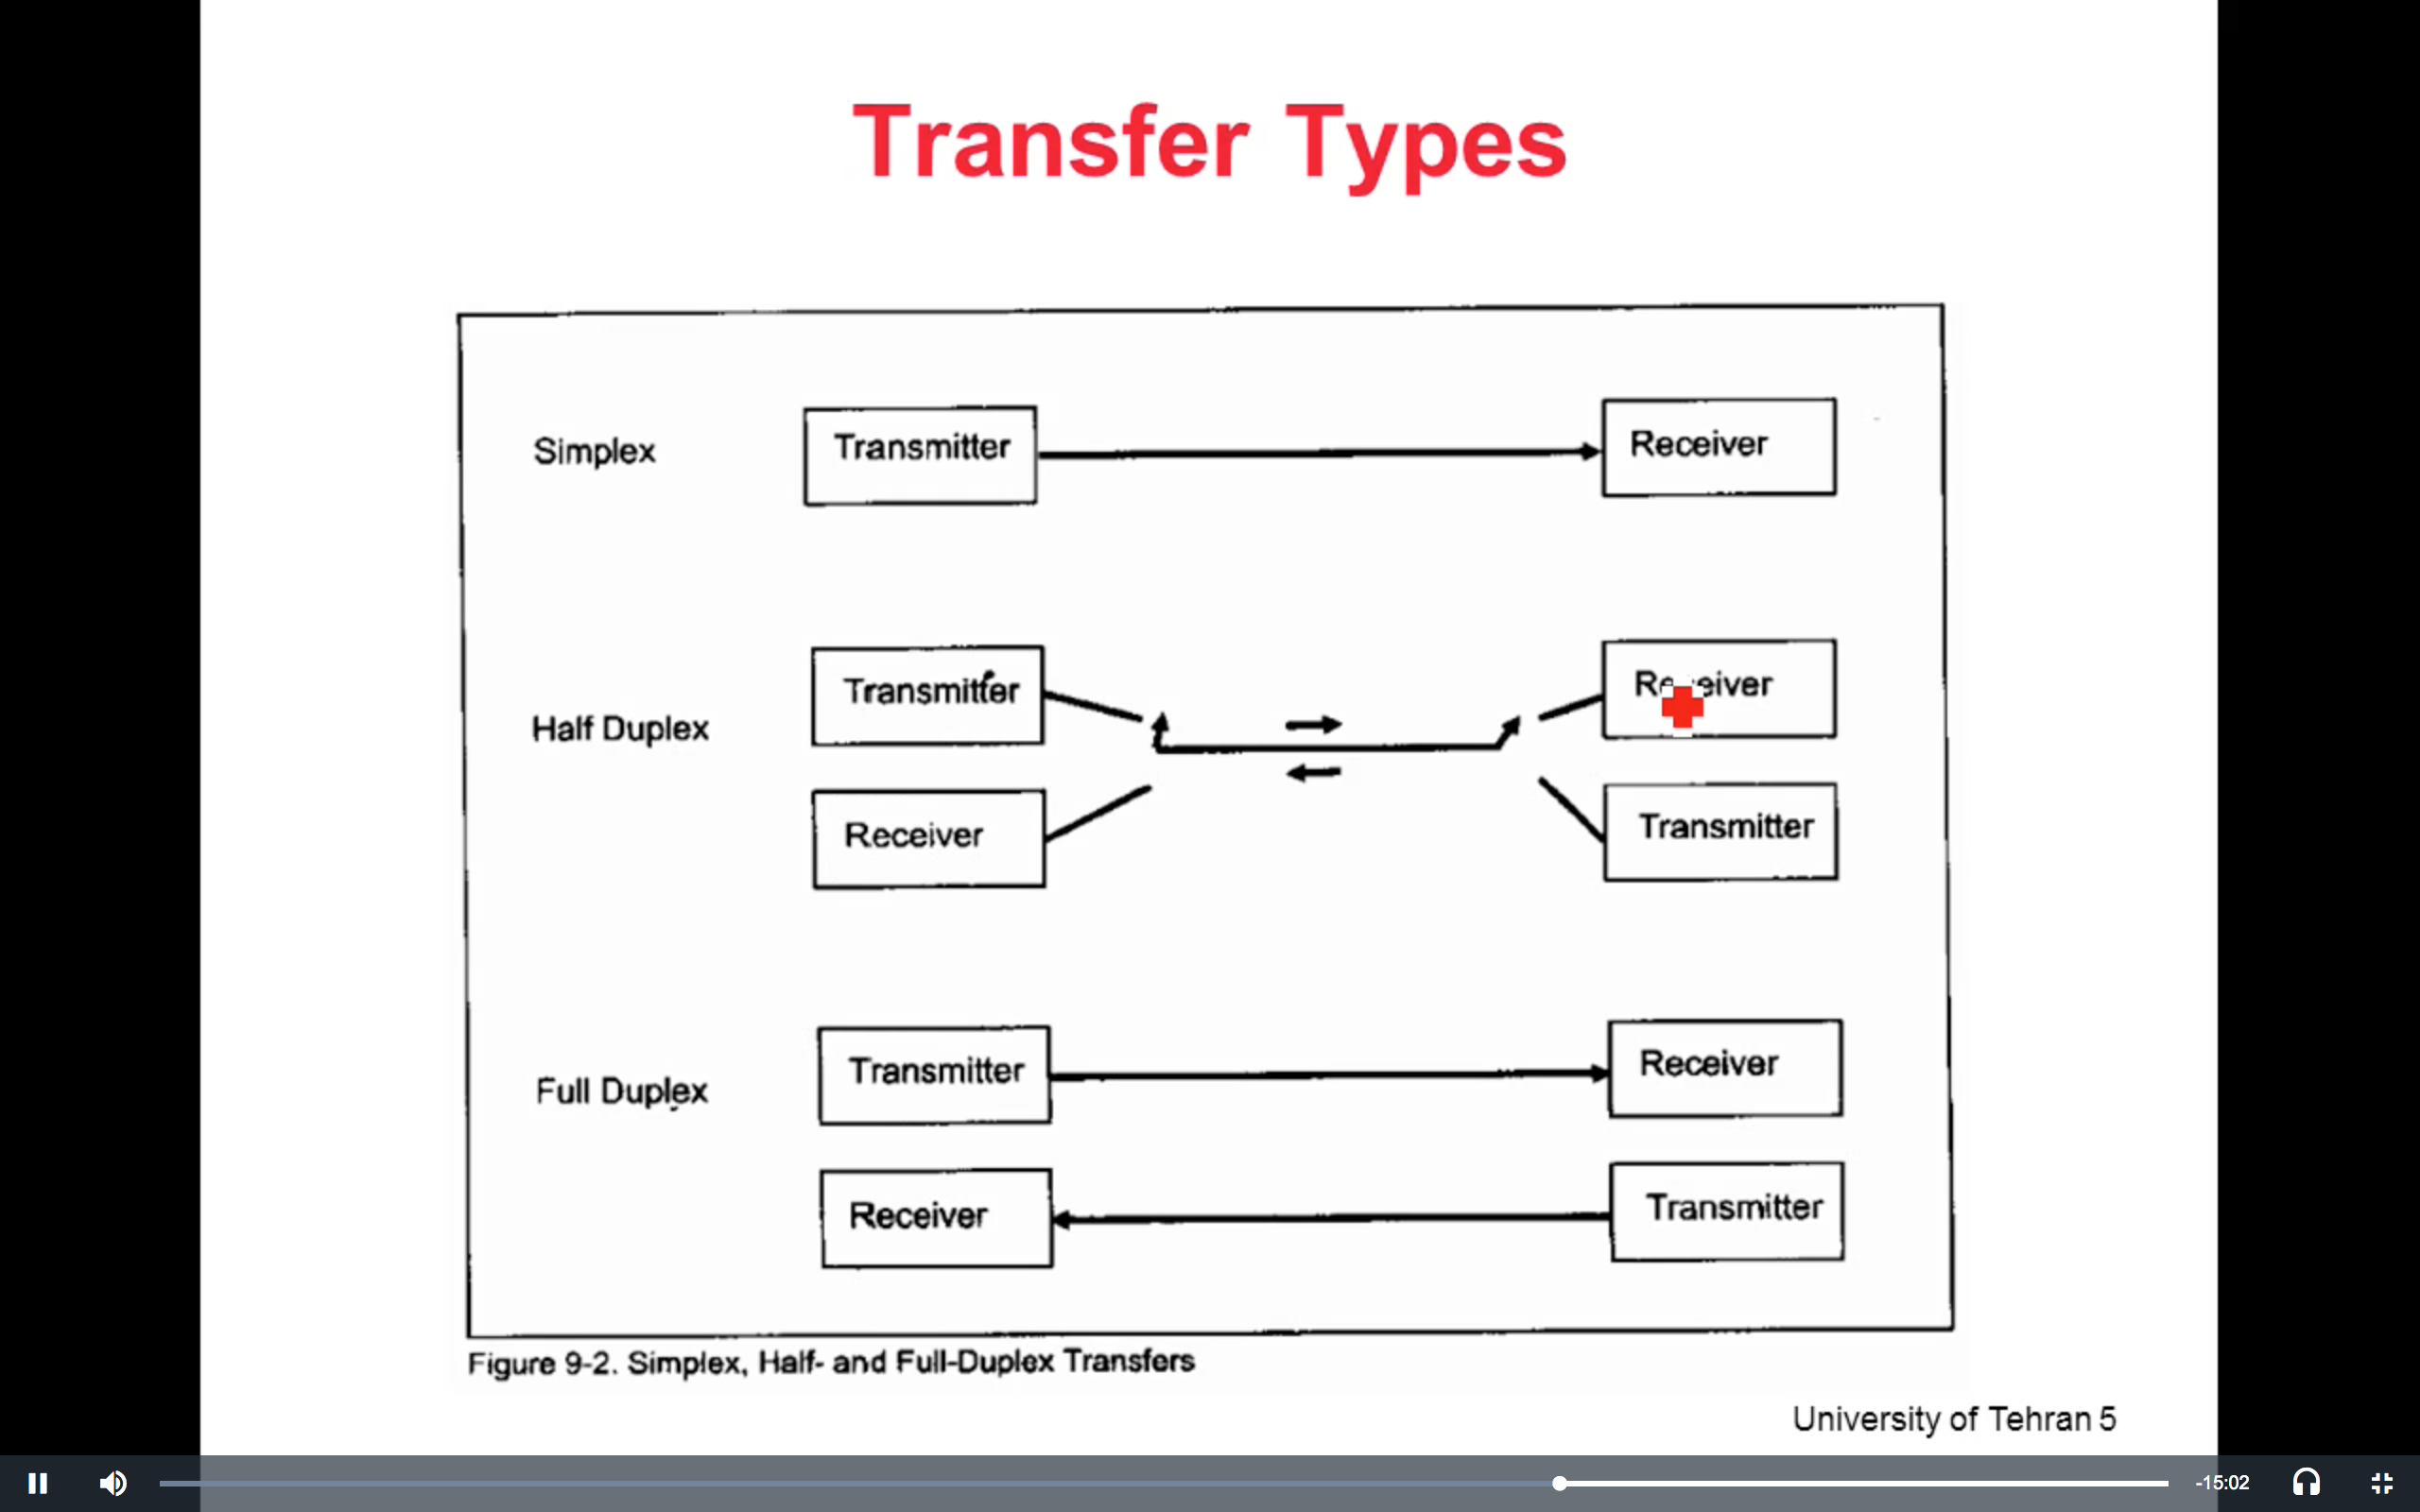 Transfer Types
Simplex
Transmitter
Receiver
Half Duplex
Transmitter
Receiver
Receiver
Transmitter
Full Duplex
Transmitter
Receiver
Receiver
Transmitter
Figure 9-2. Simplex, Half- and Full-Duplex Transfers
University of Tehran 5
-15:02